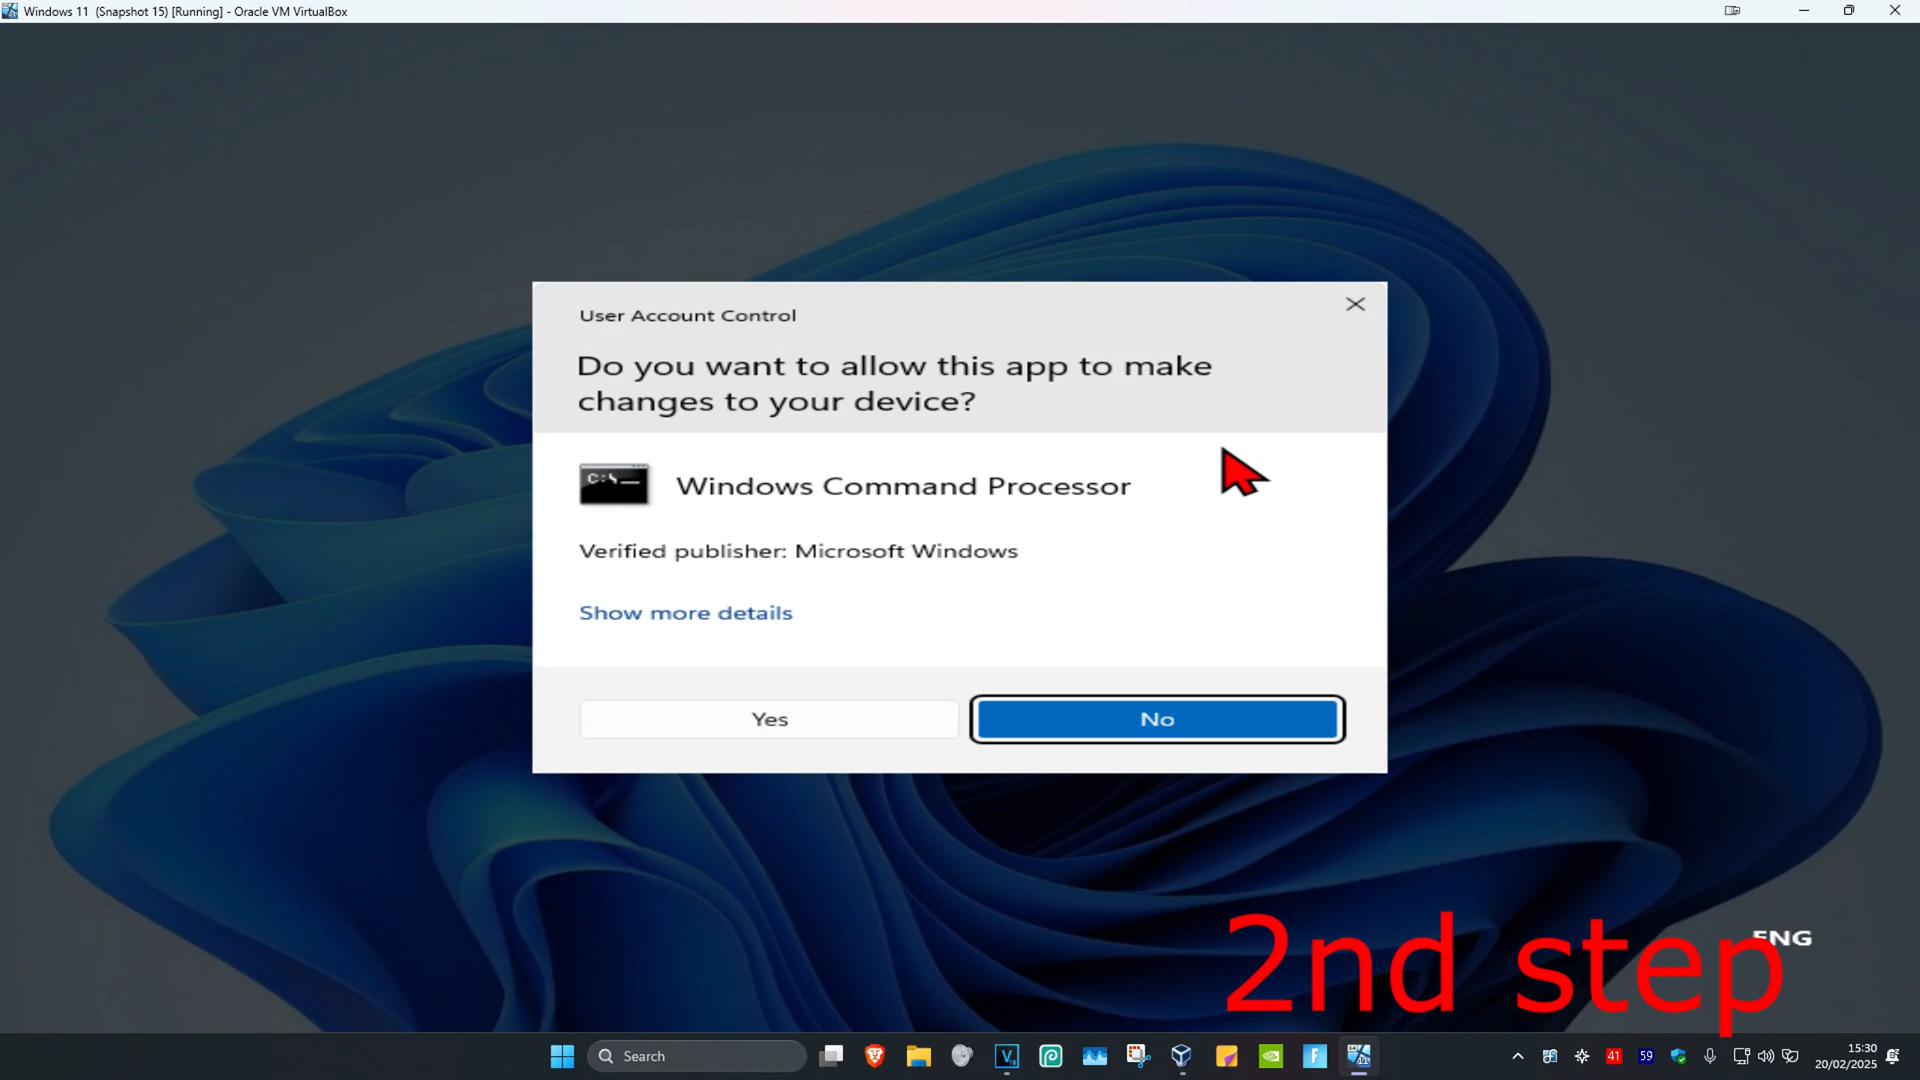 Windows 11  (Snapshot 15) [Running] - Oracle VM VirtualBox
User Account Control
Do you want to allow this app to make
changes to your device?
C:\_
Windows Command Processor
Verified publisher: Microsoft Windows
Show more details
Yes
No
ENG
2nd step
Search
41
59
15:30
20/02/2025